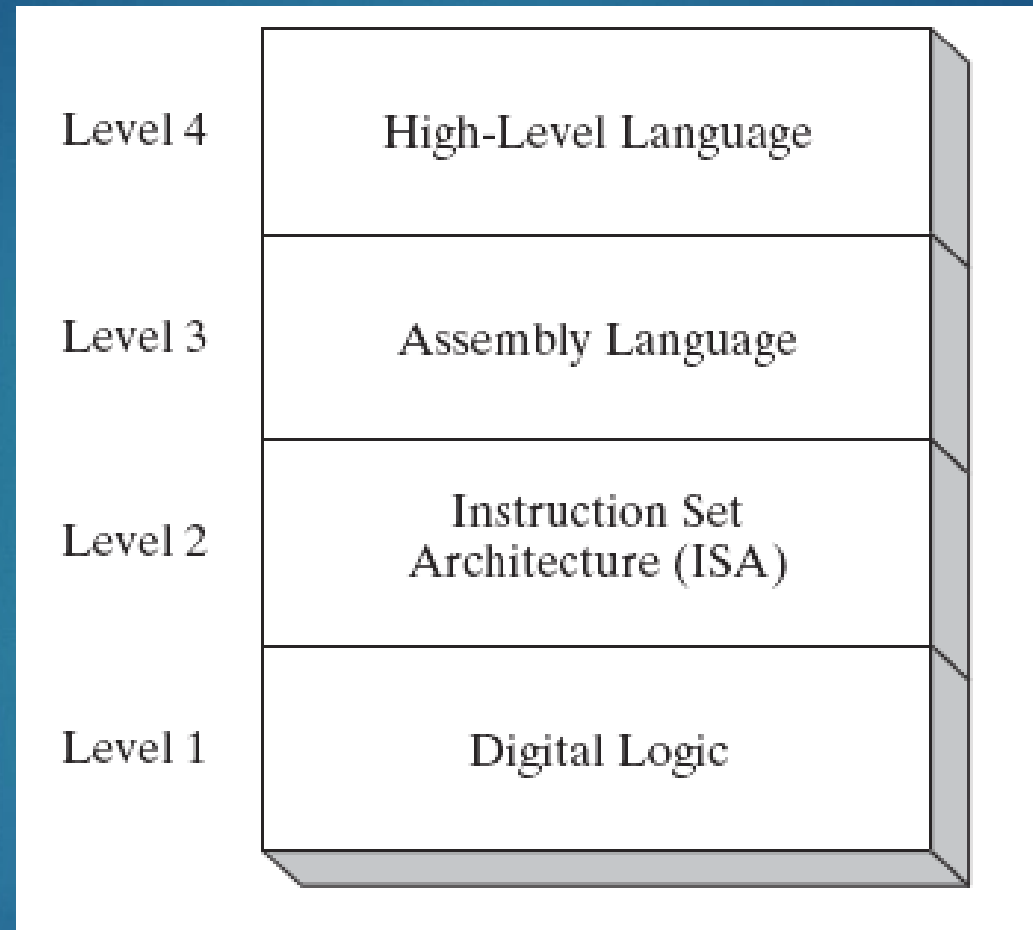 Level 4
High-Level Language
Level 3
Assembly Language
Level 2
Instruction Set
Architecture (ISA)
Level 1
Digital Logic